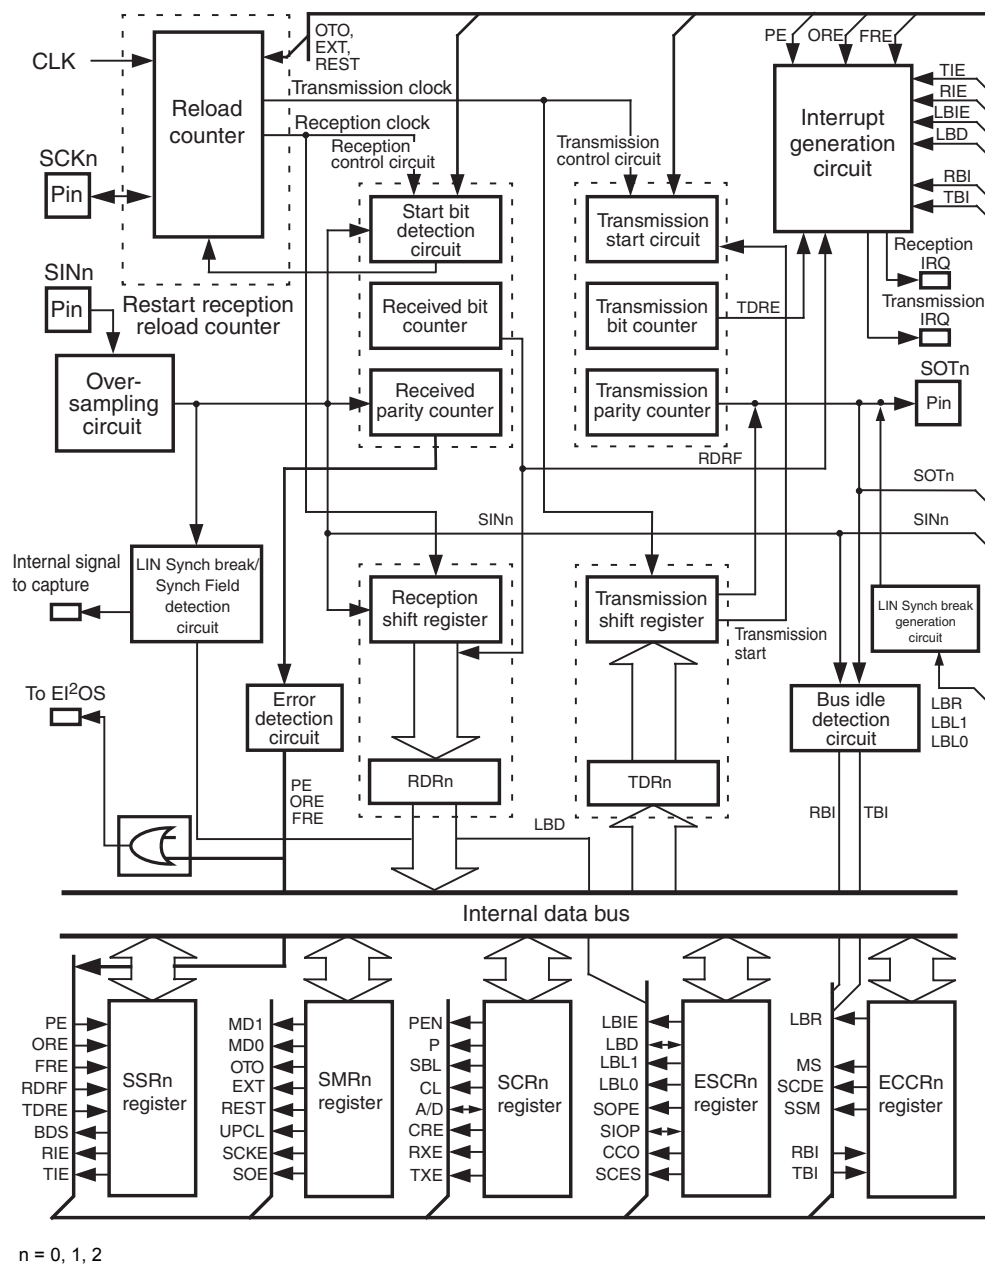 OTO,
EXT,
REST
PE
ORE
FRE
CLK
Reload
counter
Transmission clock
Reception clock
Reception
control circuit
Transmission
control circuit
Interrupt
generation
circuit
TIE
RIE
LBIE
LBD
RBI
TBI
SCKn
Pin
Start bit
detection
circuit
Transmission
start circuit
Reception
IRQ
SINn
Pin
Restart reception
reload counter
Received bit
counter
Transmission
bit counter
TDRE
Transmission
IRQ
Over-
sampling
circuit
Received
parity counter
Transmission
parity counter
SOTn
Pin
RDRF
SOTn
SINn
SINn
Internal signal
to capture
LIN Synch break/
Synch Field
detection
circuit
Reception
shift register
Transmission
shift register
Transmission
start
LIN Synch break
generation
circuit
To EI2OS
Error
detection
circuit
Bus idle
detection
circuit
LBR
LBL1
LBL0
RDRn
TDRn
PE
ORE
FRE
LBD
RBI
TBI
Internal data bus
PE
ORE
FRE
RDRF
TDRE
BDS
RIE
TIE
SSRn
register
MD1
MD0
OTO
EXT
REST
UPCL
SCKE
SOE
SMRn
register
PEN
P
SBL
CL
A/D
CRE
RXE
TXE
SCRn
register
LBIE
LBD
LBL1
LBL0
SOPE
SIOP
CCO
SCES
ESCRn
register
LBR
MS
SCDE
SSM
RBI
TBI
ECCRn
register
n = 0, 1, 2